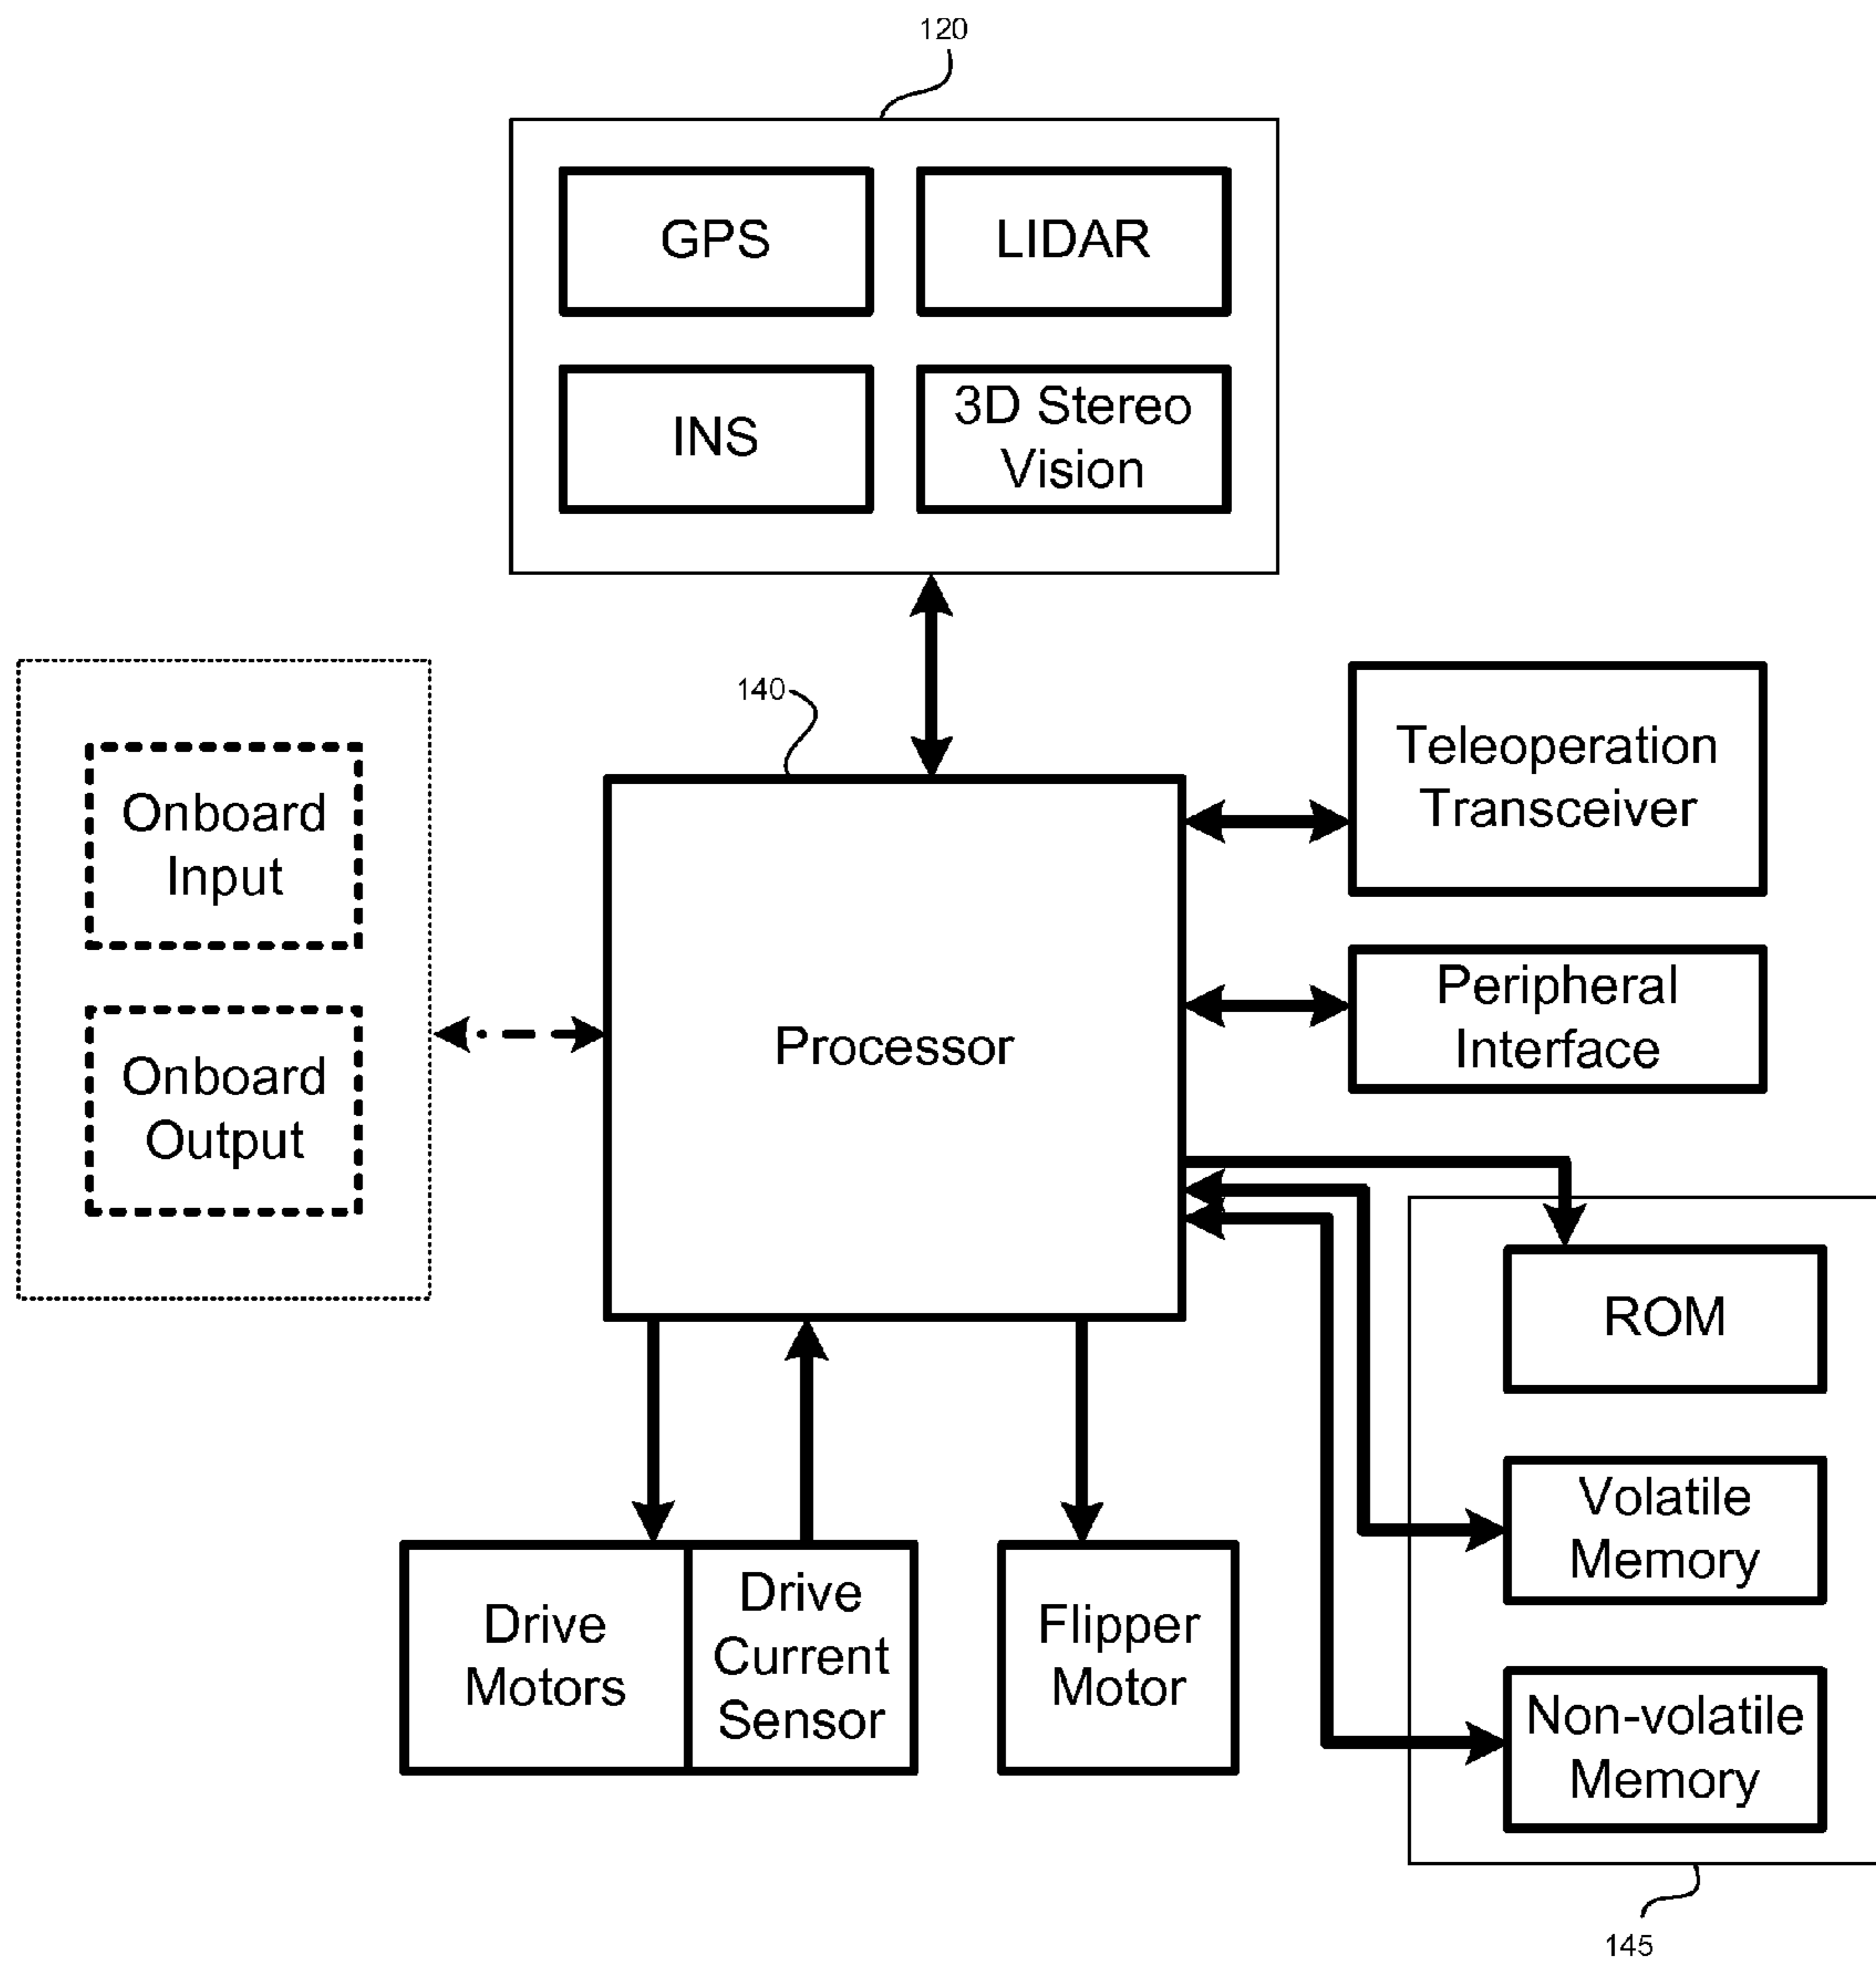 120
GPS
LIDAR
INS
3D Stereo
Vision
140
Teleoperation
Transceiver
Onboard
Input
Processor
Peripheral
Interface
Onboard
Output
ROM
Volatile
Memory
Drive
Motors
Drive
Current
Sensor
Flipper
Motor
Non-volatile
Memory
145